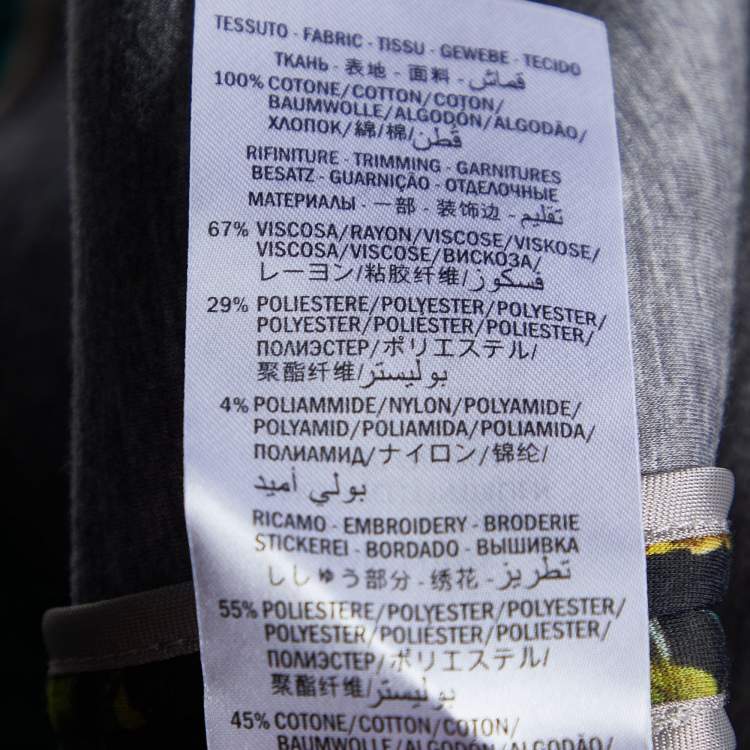 TESSUTO - FABRIC - TISSU - GEWEBE - TECIDO
ТКАНЬ - 表地 - 面料 - قماش
100% COTONE/COTTON/COTON/
BAUMWOLLE/ALGODÓN/ALGODÃO/
ХЛОПОК/綿/棉/قطن
RIFINITURE - TRIMMING - GARNITURES
BESATZ - GUARNIÇÃO - ОТДЕЛОЧНЫЕ
МАТЕРИАЛЫ - 一部 - 装饰边 - تقليم
67% VISCOSA/RAYON/VISCOSE/VISKOSE/
VISCOSA/VISCOSE/ВИСКОЗА/
レーヨン/粘胶纤维/فسكوز
29% POLIESTERE/POLYESTER/POLYESTER/
POLYESTER/POLIÉSTER/POLIESTER/
ПОЛИЭСТЕР/ポリエステル/
聚酯纤维/بوليستر
4% POLIAMMIDE/NYLON/POLYAMIDE/
POLYAMID/POLIAMIDA/POLIAMIDA/
ПОЛИАМИД/ナイロン/锦纶/
بولي أميد
RICAMO - EMBROIDERY - BRODERIE
STICKEREI - BORDADO - ВЫШИВКА
ししゅう部分 - 绣花 - تطريز
55% POLIESTERE/POLYESTER/POLYESTER/
POLYESTER/POLIÉSTER/POLIESTER/
ПОЛИЭСТЕР/ポリエステル/
聚酯纤维/بوليستر
45% COTONE/COTTON/COTON/
BAUMWOLLE/ALGODÓN/ALGODÃO/